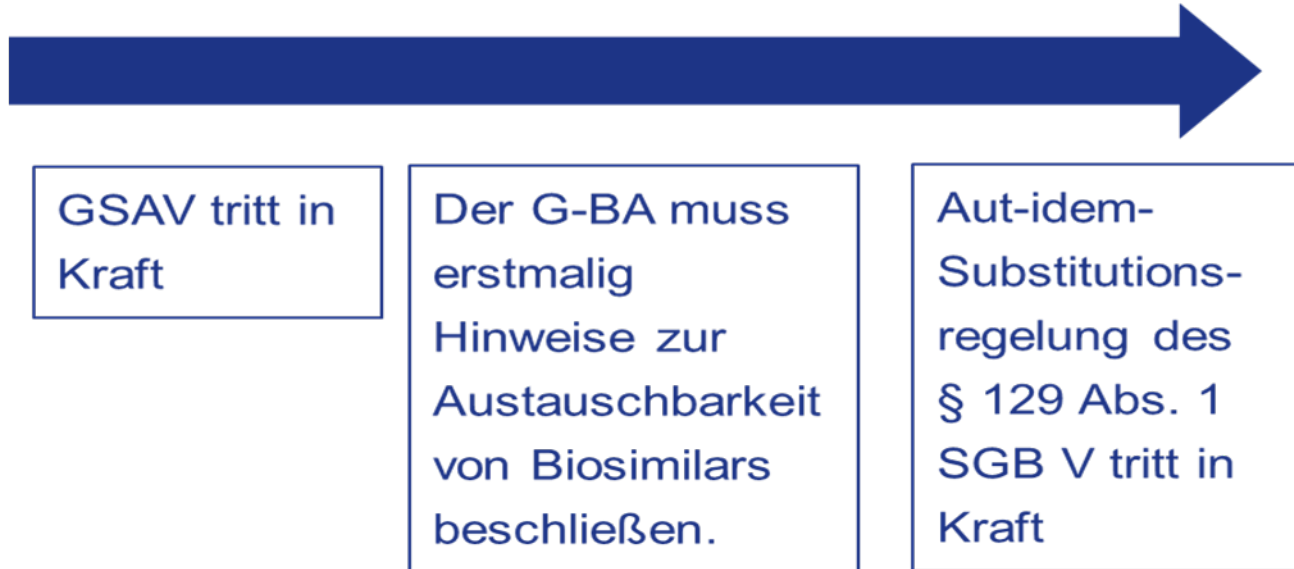 GSAV tritt in
Kraft
Der G-BA muss
erstmalig
Hinweise zur
Austauschbarkeit
von Biosimilars
beschließen.
Aut-idem-
Substitutions-
regelung des
§ 129 Abs. 1
SGB V tritt in
Kraft